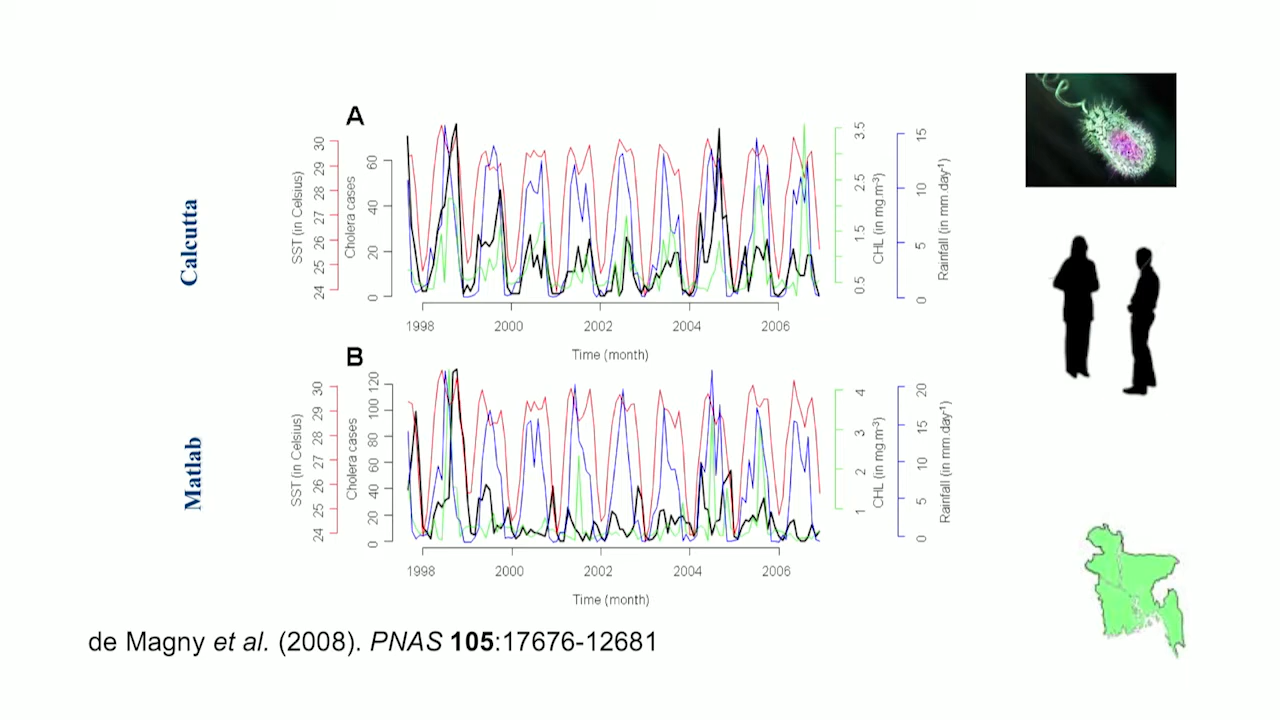 A
Calcutta
SST (in Celsius)
24 25 26 27 28 29 30
Cholera cases
0 20 40 60
0.5 1.5 2.5 3.5
CHL (in mg.m-3)
0 5 10 15
Rainfall (in mm.day-1)
1998 2000 2002 2004 2006
Time (month)
B
Matlab
SST (in Celsius)
24 25 26 27 28 29 30
Cholera cases
0 20 40 60 80 100 120
1 2 3 4
CHL (in mg.m-3)
0 5 10 15 20
Rainfall (in mm.day-1)
1998 2000 2002 2004 2006
Time (month)
de Magny et al. (2008). PNAS 105:17676-12681